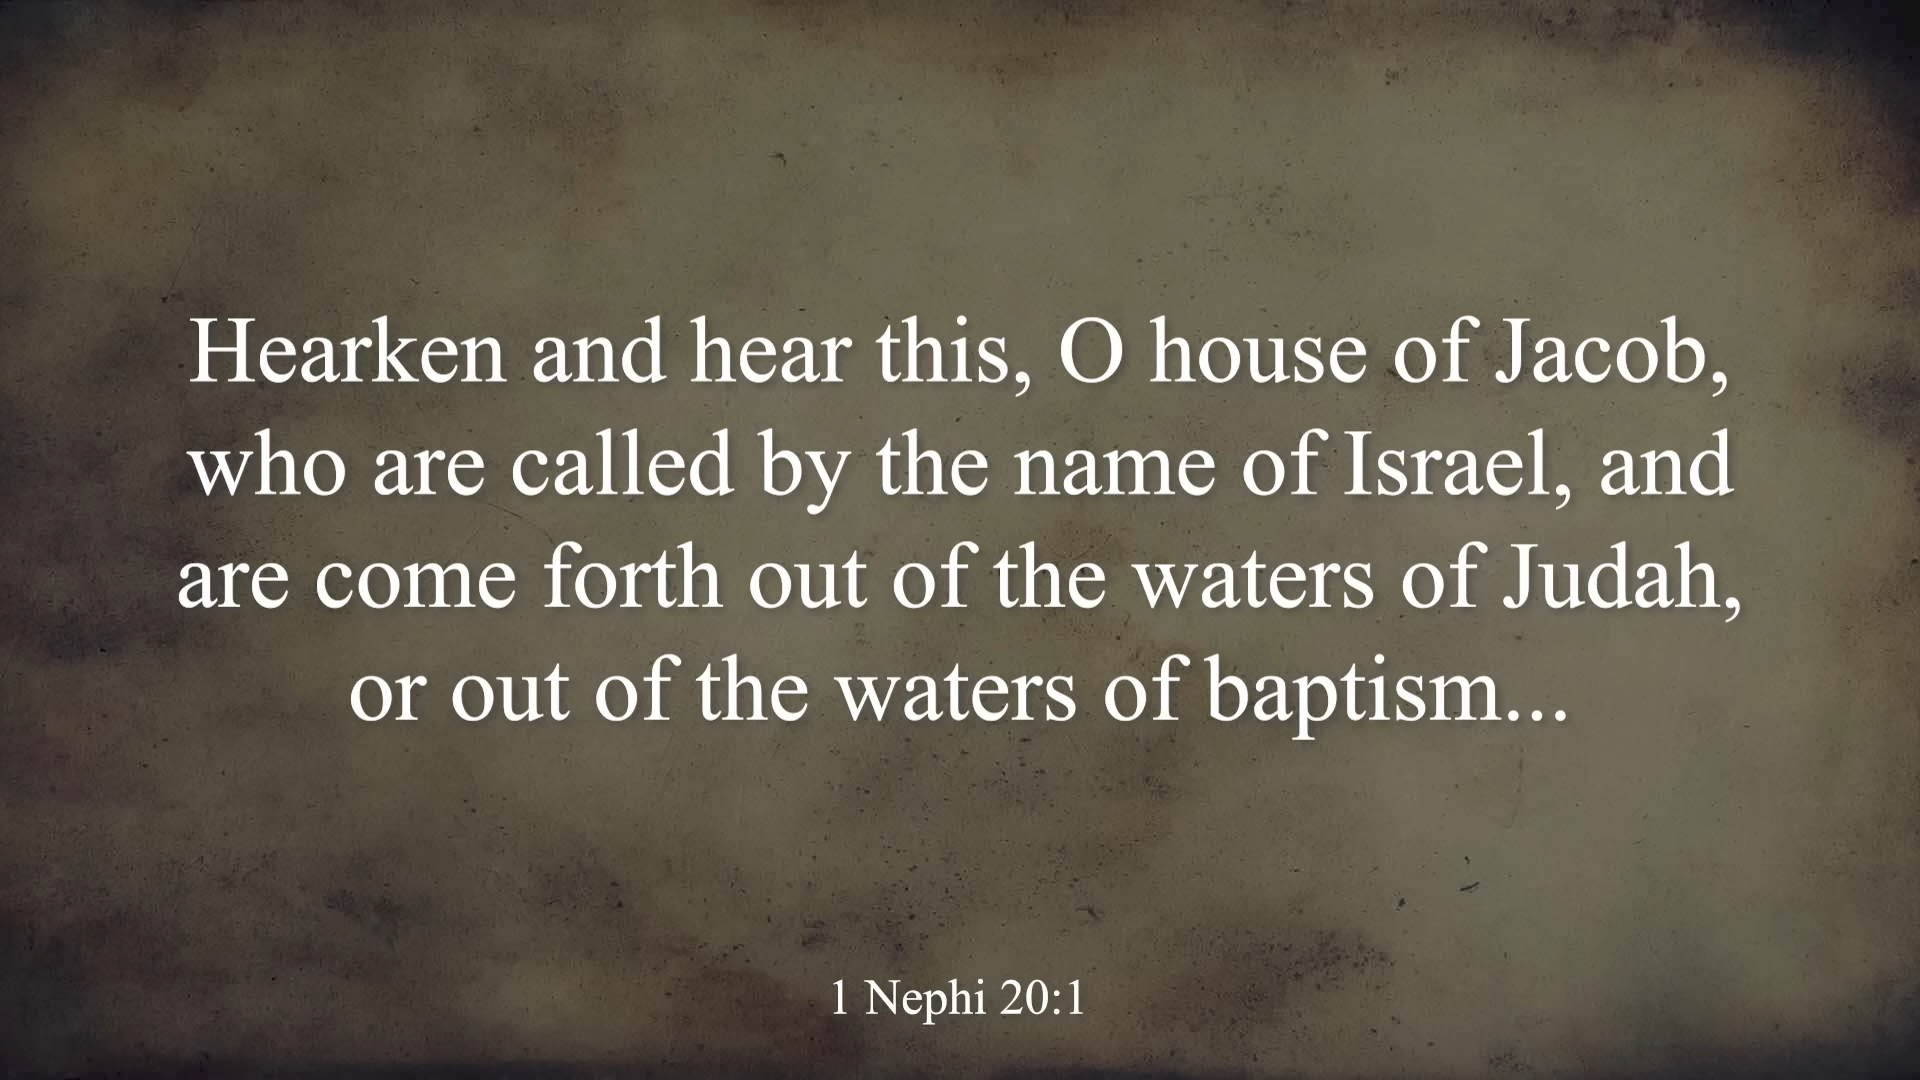 Hearken and hear this, O house of Jacob,
who are called by the name of Israel, and
are come forth out of the waters of Judah,
or out of the waters of baptism...
1 Nephi 20:1